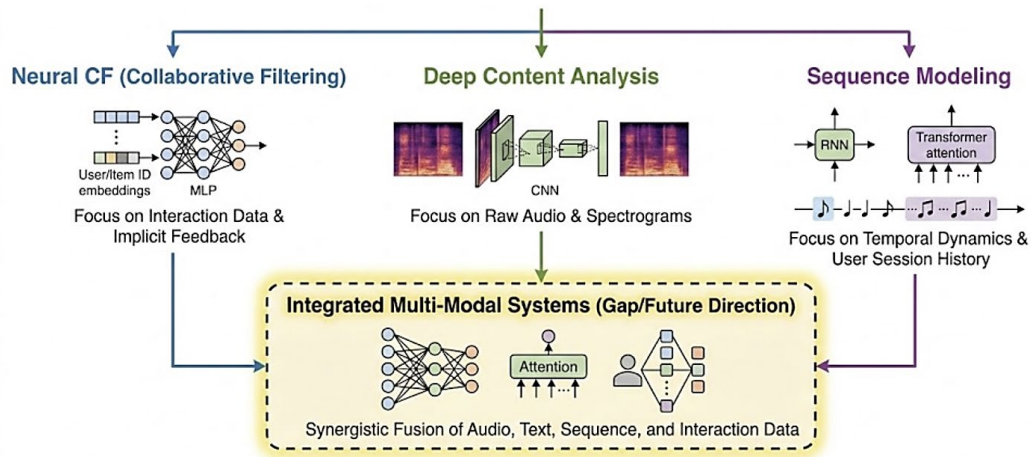 Neural CF (Collaborative Filtering)
User/Item ID
embeddings
MLP
Focus on Interaction Data &
Implicit Feedback
Deep Content Analysis
CNN
Focus on Raw Audio & Spectrograms
Sequence Modeling
RNN
Transformer
attention
Focus on Temporal Dynamics &
User Session History
Integrated Multi-Modal Systems (Gap/Future Direction)
Attention
Synergistic Fusion of Audio, Text, Sequence, and Interaction Data